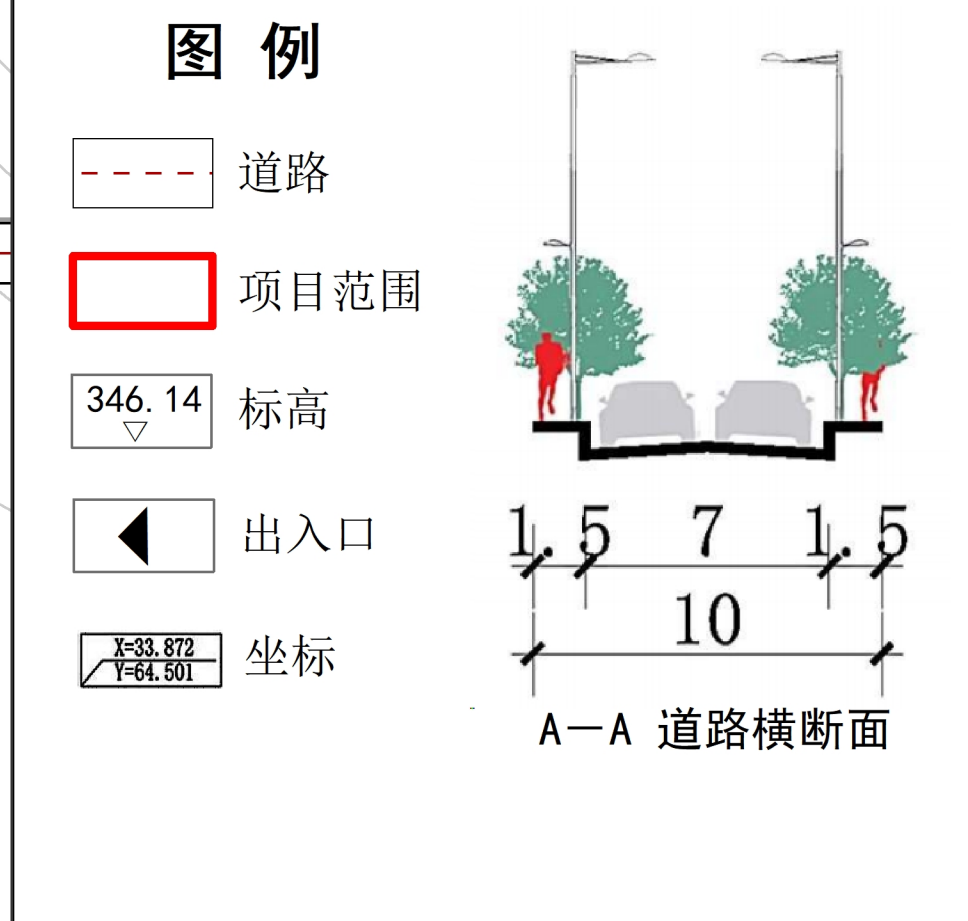 图 例
道路
项目范围
346.14
标高
出入口
X=33.872
Y=64.501
坐标
1.5 7 1.5
10
A—A 道路横断面